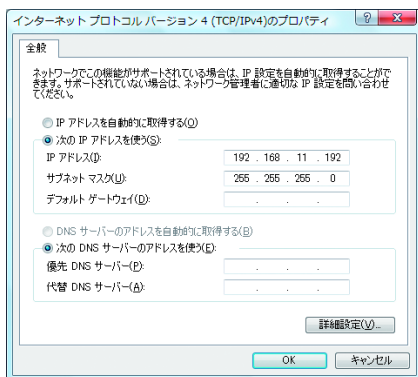 インターネット プロトコル バージョン 4 (TCP/IPv4)のプロパティ
全般
ネットワークでこの機能がサポートされている場合は、IP 設定を自動的に取得することがで
きます。サポートされていない場合は、ネットワーク管理者に適切な IP 設定を問い合わせ
てください。
IP アドレスを自動的に取得する(O)
次の IP アドレスを使う(S):
IP アドレス(I): 192 . 168 . 11 . 192
サブネット マスク(U): 255 . 255 . 255 . 0
デフォルト ゲートウェイ(D): . . .
DNS サーバーのアドレスを自動的に取得する(B)
次の DNS サーバーのアドレスを使う(E):
優先 DNS サーバー(P): . . .
代替 DNS サーバー(A): . . .
詳細設定(V)...
OK キャンセル